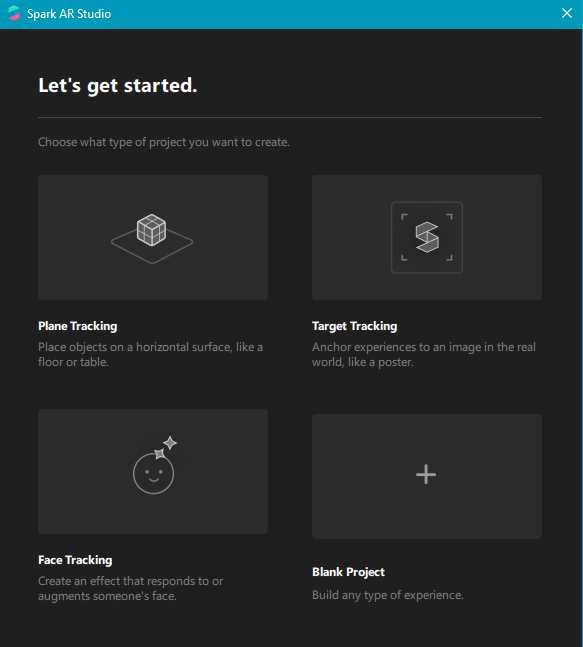 Spark AR Studio
Let's get started.
Choose what type of project you want to create.
Plane Tracking
Place objects on a horizontal surface, like a
floor or table.
Target Tracking
Anchor experiences to an image in the real
world, like a poster.
Face Tracking
Create an effect that responds to or
augments someone's face.
Blank Project
Build any type of experience.